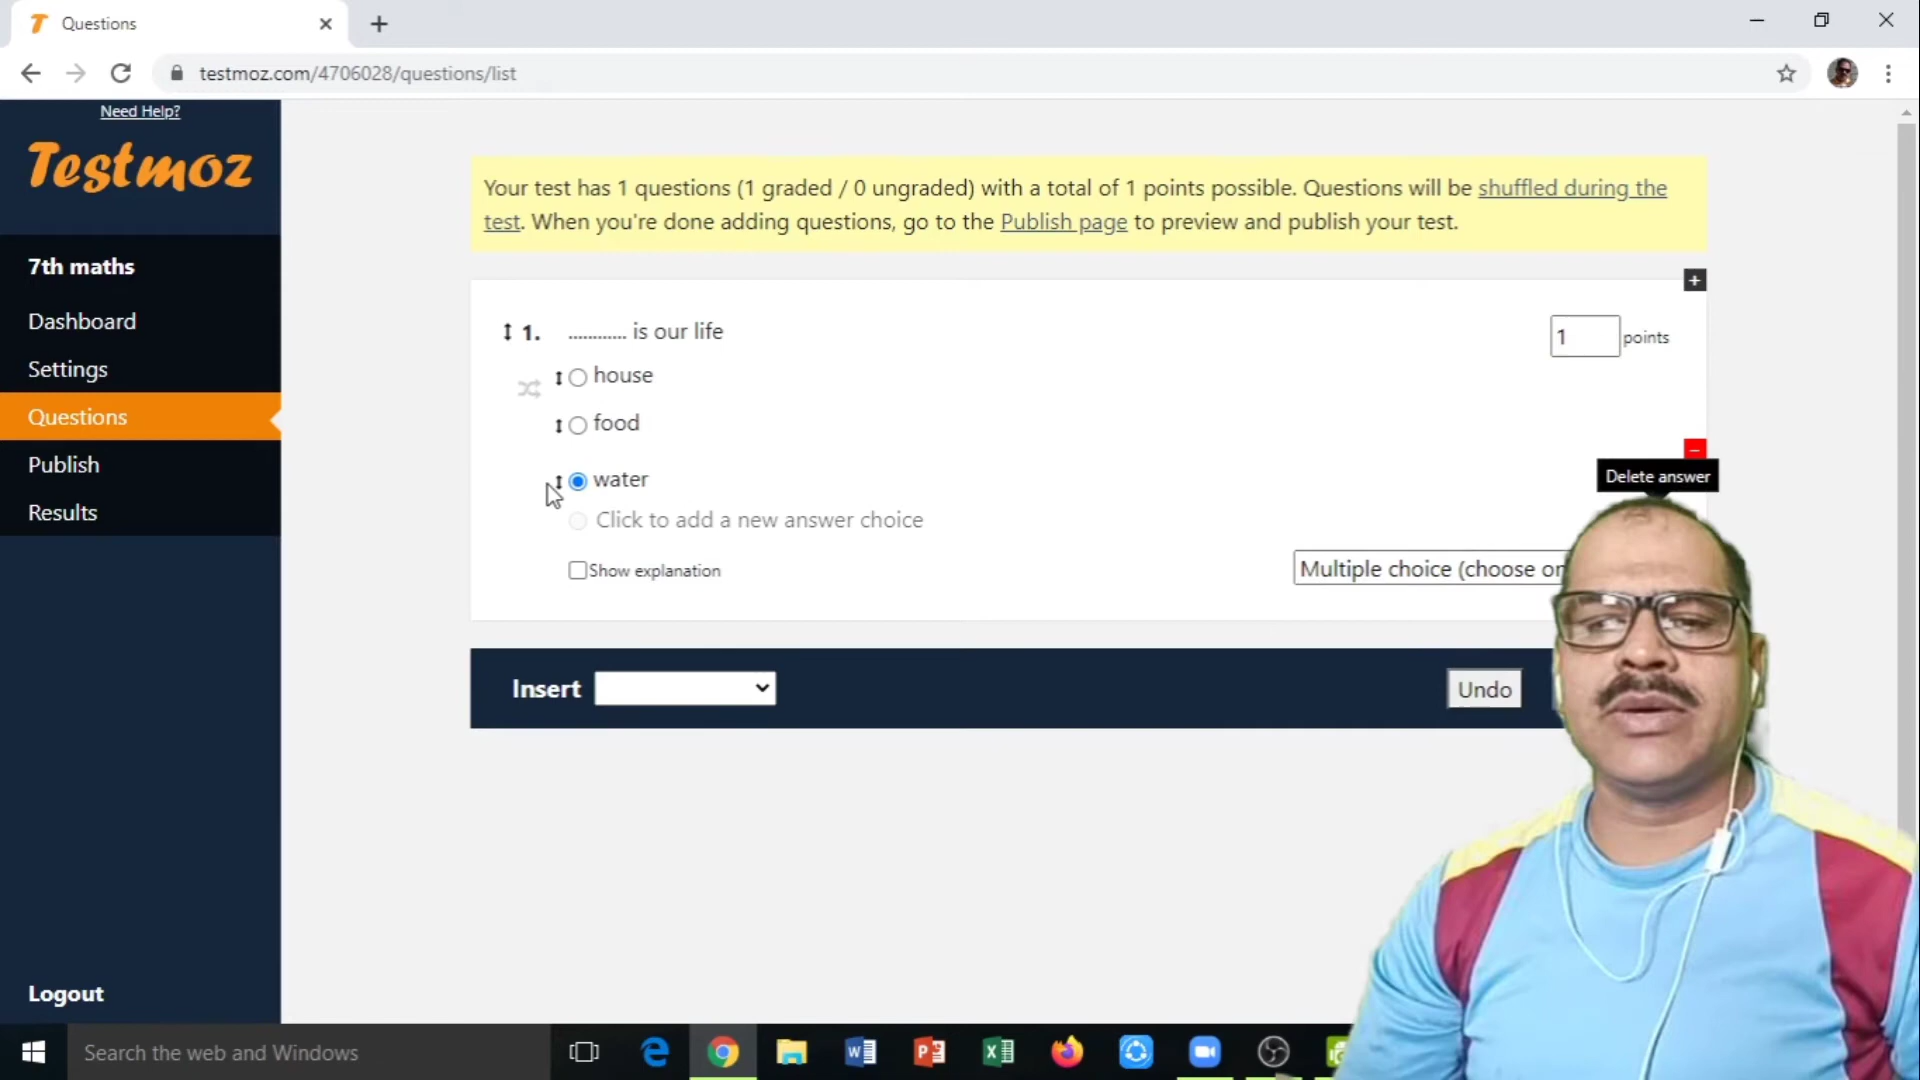 Questions
testmoz.com/4706028/questions/list
Need Help?
Testmoz
7th maths
Dashboard
Settings
Questions
Publish
Results
Logout
Your test has 1 questions (1 graded / 0 ungraded) with a total of 1 points possible. Questions will be shuffled during the
test. When you're done adding questions, go to the Publish page to preview and publish your test.
+
1. ............ is our life
1 points
house
food
water
Delete answer
Click to add a new answer choice
Show explanation
Multiple choice (choose
Insert
Undo
Search the web and Windows